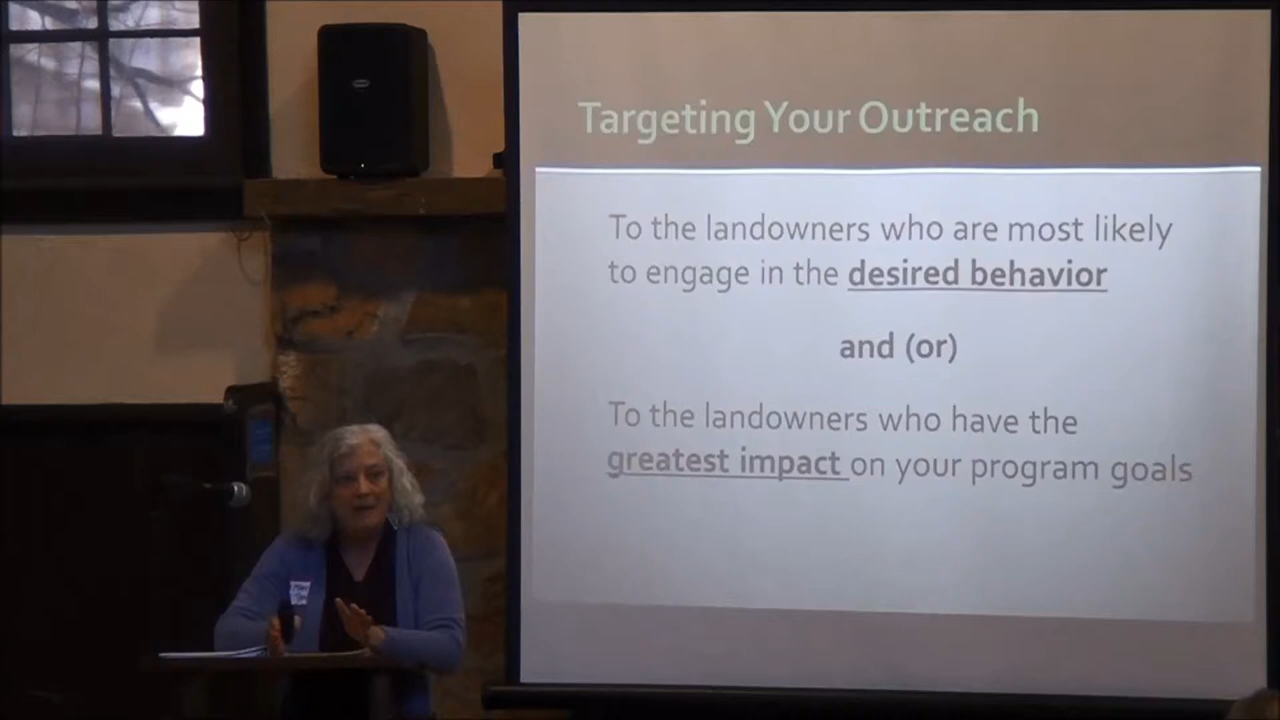 Targeting Your Outreach
To the landowners who are most likely
to engage in the desired behavior
and (or)
To the landowners who have the
greatest impact on your program goals